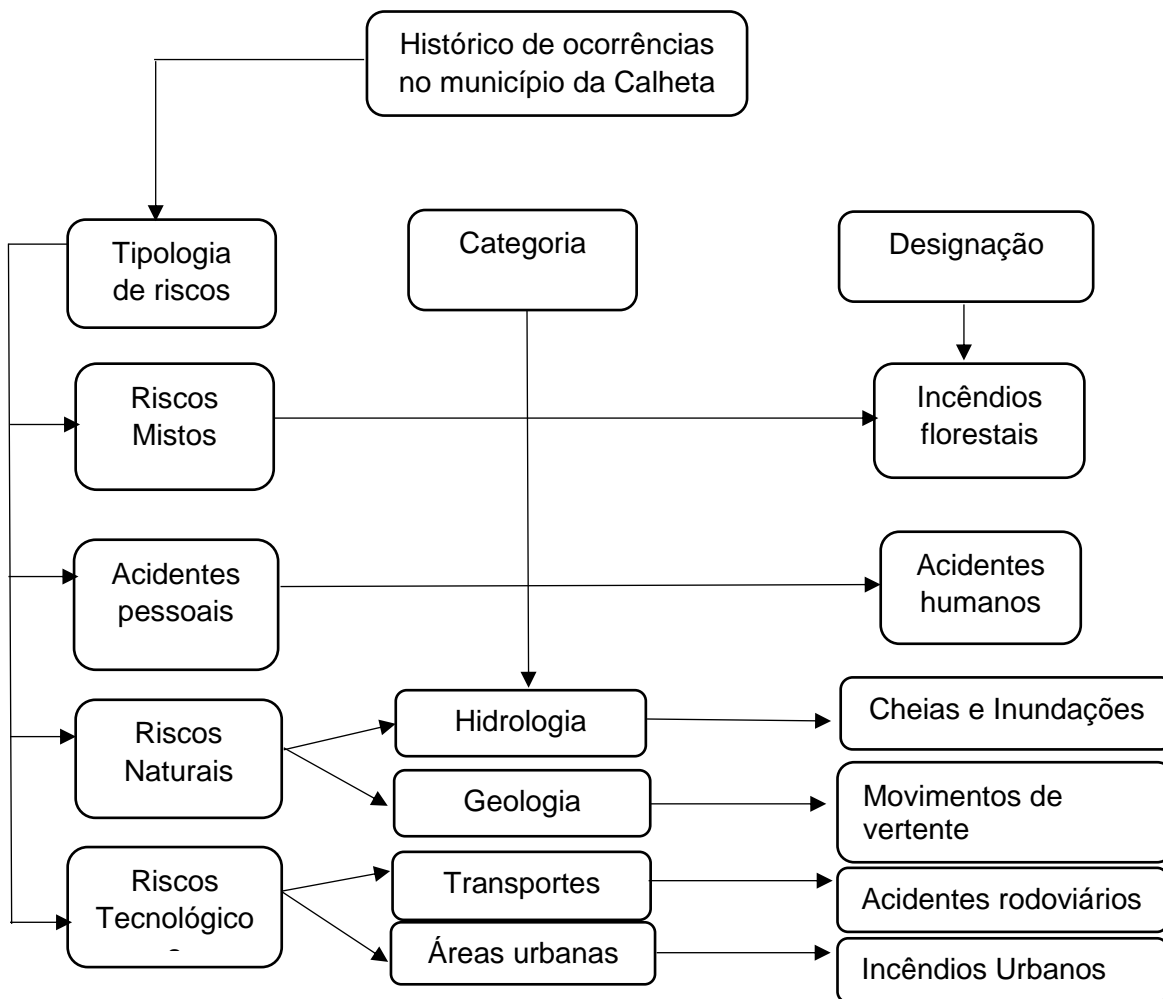 Histórico de ocorrências
no município da Calheta
Tipologia
de riscos
Categoria
Designação
Riscos
Mistos
Incêndios
florestais
Acidentes
pessoais
Acidentes
humanos
Riscos
Naturais
Hidrologia
Cheias e Inundações
Geologia
Movimentos de
vertente
Riscos
Tecnológico
Transportes
Acidentes rodoviários
Áreas urbanas
Incêndios Urbanos